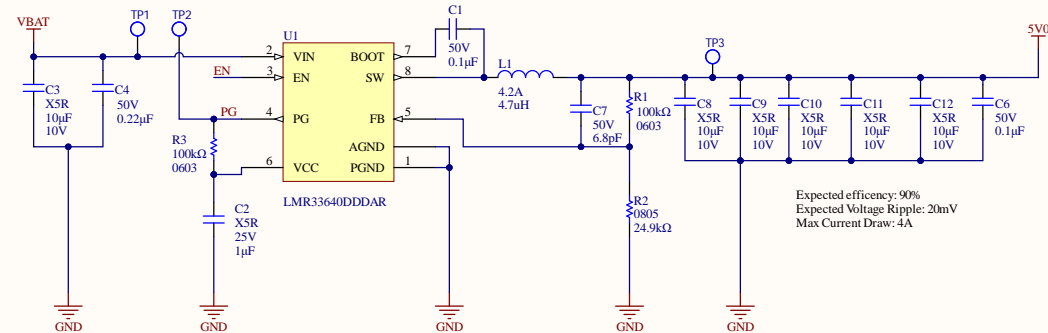 VBAT
TP1
TP2
C3
X5R
10µF
10V
C4
50V
0.22µF
EN
PG
R3
100kΩ
0603
C2
X5R
25V
1µF
U1
2
VIN
3
EN
4
PG
6
VCC
BOOT
7
SW
8
FB
5
AGND
PGND
1
LMR33640DDDAR
C1
50V
0.1µF
L1
4.2A
4.7uH
C7
50V
6.8pF
R1
100kΩ
0603
R2
0805
24.9kΩ
TP3
5V0
C8
X5R
10µF
10V
C9
X5R
10µF
10V
C10
X5R
10µF
10V
C11
X5R
10µF
10V
C12
X5R
10µF
10V
C6
50V
0.1µF
Expected efficency: 90%
Expected Voltage Ripple: 20mV
Max Current Draw: 4A
GND
GND
GND
GND
GND